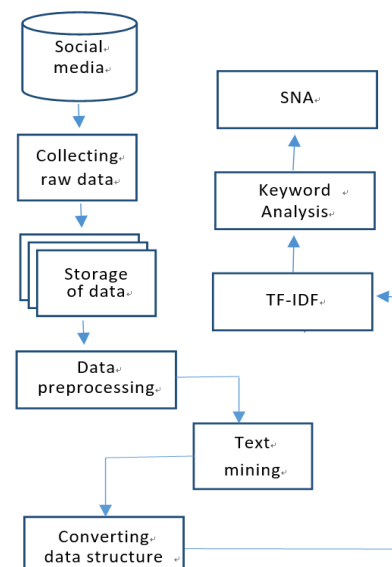 Social
media
Collecting
raw data
Storage
of data
Data
preprocessing
Text
mining
Converting
data structure
TF-IDF
Keyword
Analysis
SNA